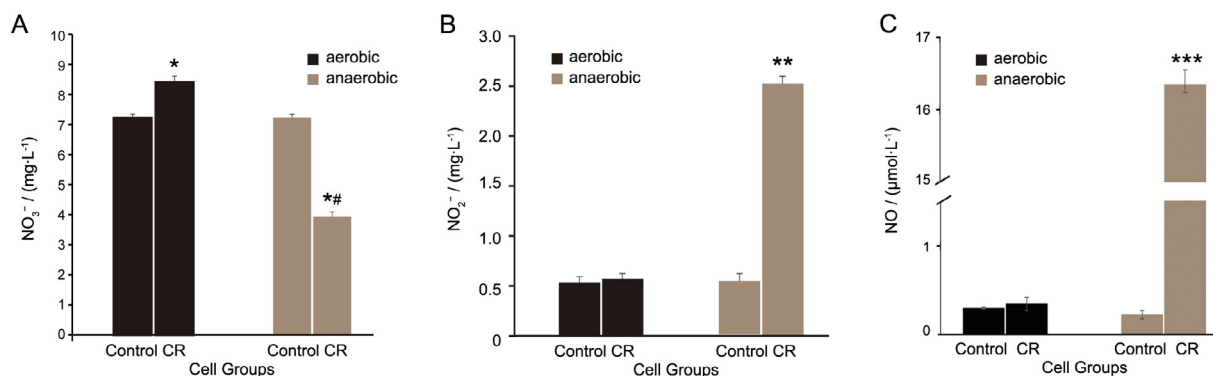 A
aerobic
anaerobic
*
*#
10
9
8
7
6
5
4
3
2
1
0
NO₃⁻ / (mg·L⁻¹)
Control CR
Control CR
Cell Groups
B
aerobic
anaerobic
**
3.0
2.5
2.0
1.5
1.0
0.5
0
NO₂⁻ / (mg·L⁻¹)
Control CR
Control CR
Cell Groups
C
aerobic
anaerobic
***
17
16
15
1
0
NO / (μmol·L⁻¹)
Control CR
Control CR
Cell Groups